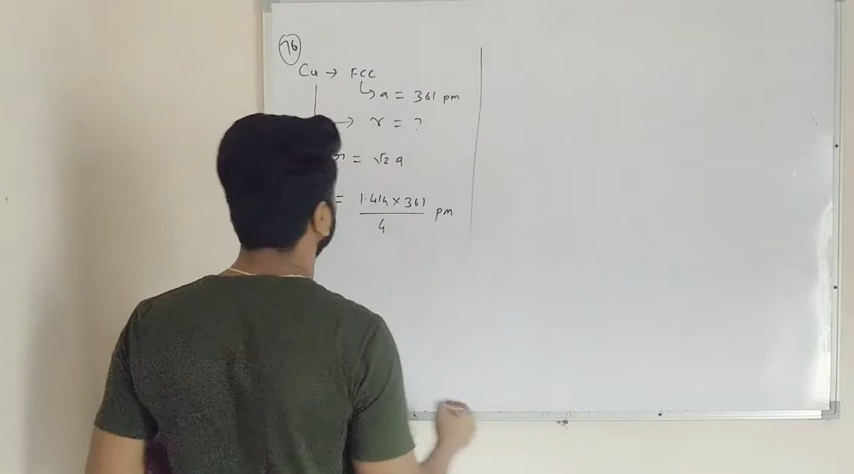 76
Cu → FCC
↳ a = 361 pm
→ r = ?
= √2 a
= 1.414 × 361 pm
4